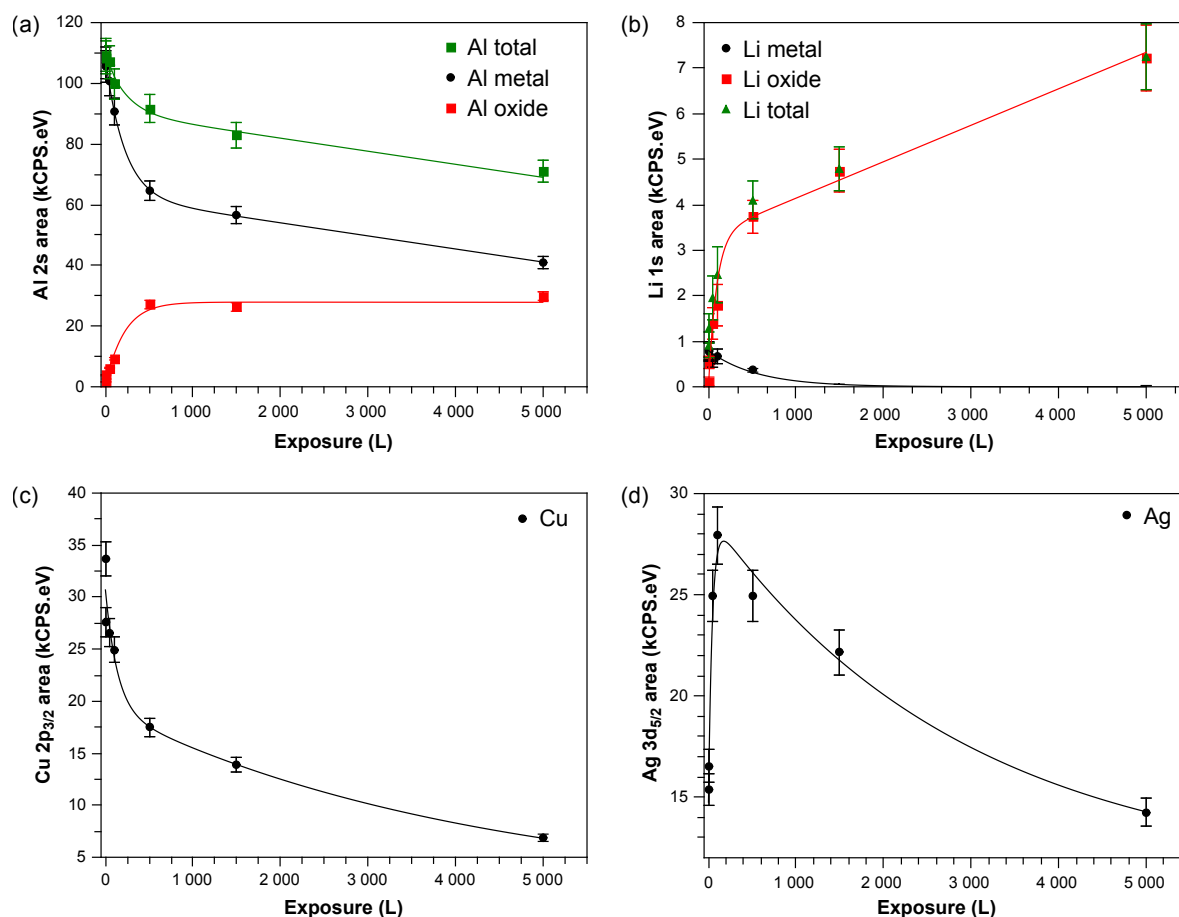 (a)
Al 2s area (kCPS.eV)
120
100
80
60
40
20
0
Al total
Al metal
Al oxide
0 1 000 2 000 3 000 4 000 5 000
Exposure (L)
(b)
Li 1s area (kCPS.eV)
8
7
6
5
4
3
2
1
0
Li metal
Li oxide
Li total
0 1 000 2 000 3 000 4 000 5 000
Exposure (L)
(c)
Cu 2p3/2 area (kCPS.eV)
40
35
30
25
20
15
10
5
Cu
0 1 000 2 000 3 000 4 000 5 000
Exposure (L)
(d)
Ag 3d5/2 area (kCPS.eV)
30
25
20
15
Ag
0 1 000 2 000 3 000 4 000 5 000
Exposure (L)